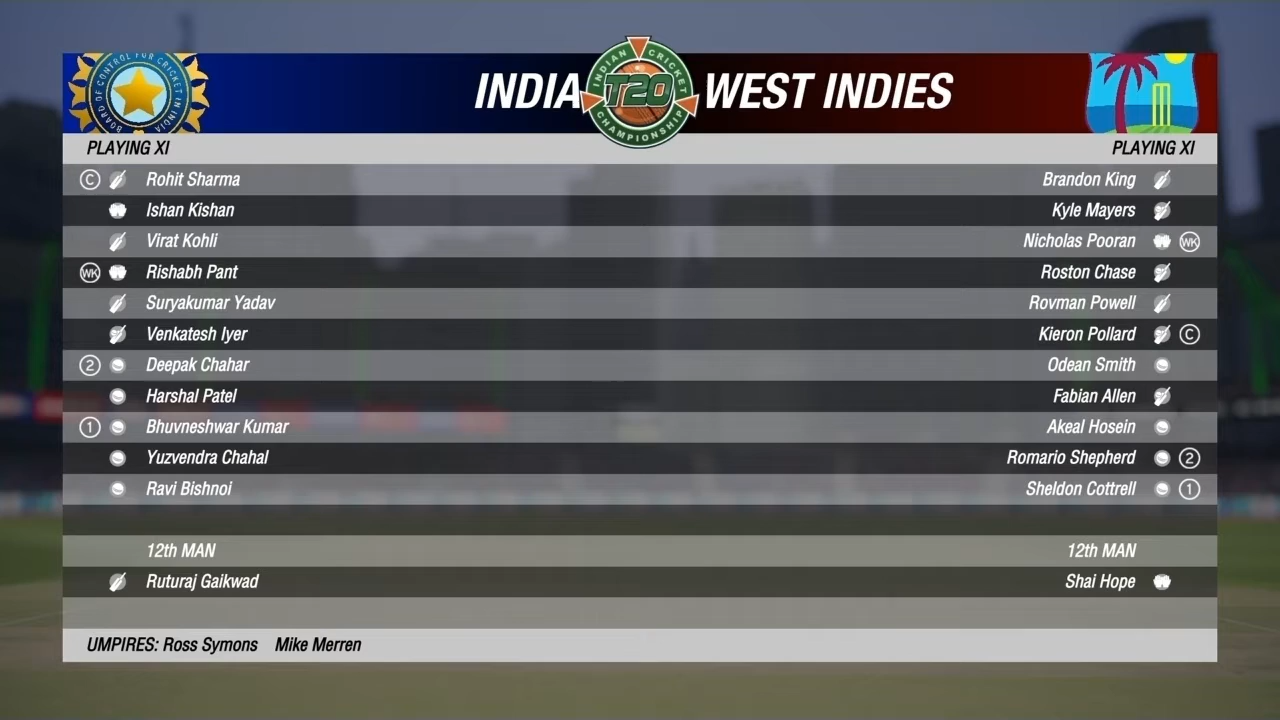 BOARD OF CONTROL FOR CRICKET IN INDIA
INDIA
INDIAN CRICKET
T20
CHAMPIONSHIP
WEST INDIES
PLAYING XI PLAYING XI
C Rohit Sharma Brandon King
Ishan Kishan Kyle Mayers
Virat Kohli Nicholas Pooran WK
WK Rishabh Pant Roston Chase
Suryakumar Yadav Rovman Powell
Venkatesh Iyer Kieron Pollard C
2 Deepak Chahar Odean Smith
Harshal Patel Fabian Allen
1 Bhuvneshwar Kumar Akeal Hosein
Yuzvendra Chahal Romario Shepherd 2
Ravi Bishnoi Sheldon Cottrell 1
12th MAN 12th MAN
Ruturaj Gaikwad Shai Hope
UMPIRES: Ross Symons Mike Merren